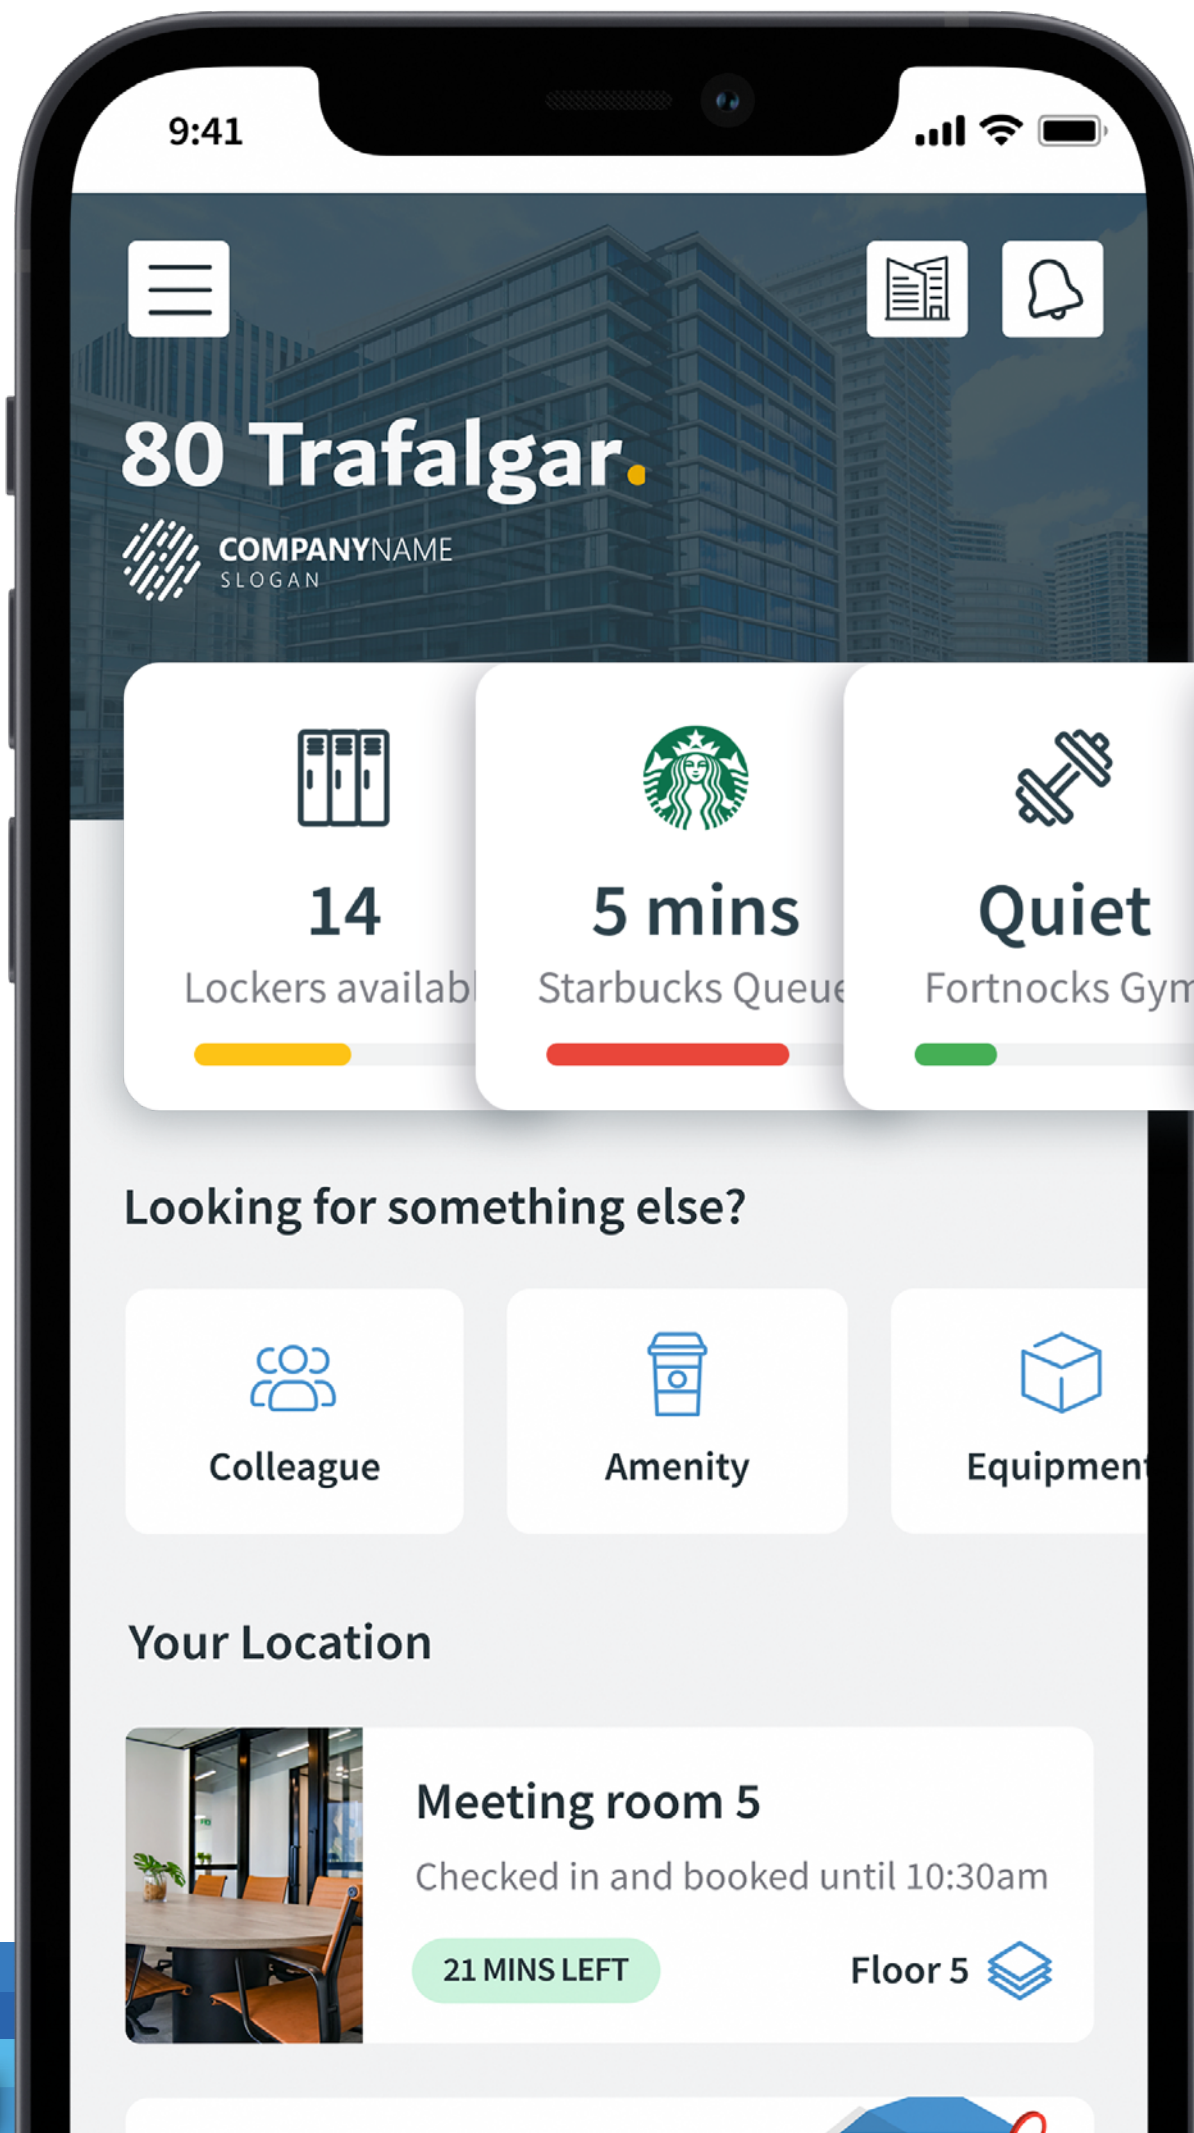 9:41
80 Trafalgar.
COMPANYNAME
SLOGAN
14
Lockers availabl
5 mins
Starbucks Queue
Quiet
Fortnocks Gym
Looking for something else?
Colleague
Amenity
Equipment
Your Location
Meeting room 5
Checked in and booked until 10:30am
21 MINS LEFT
Floor 5